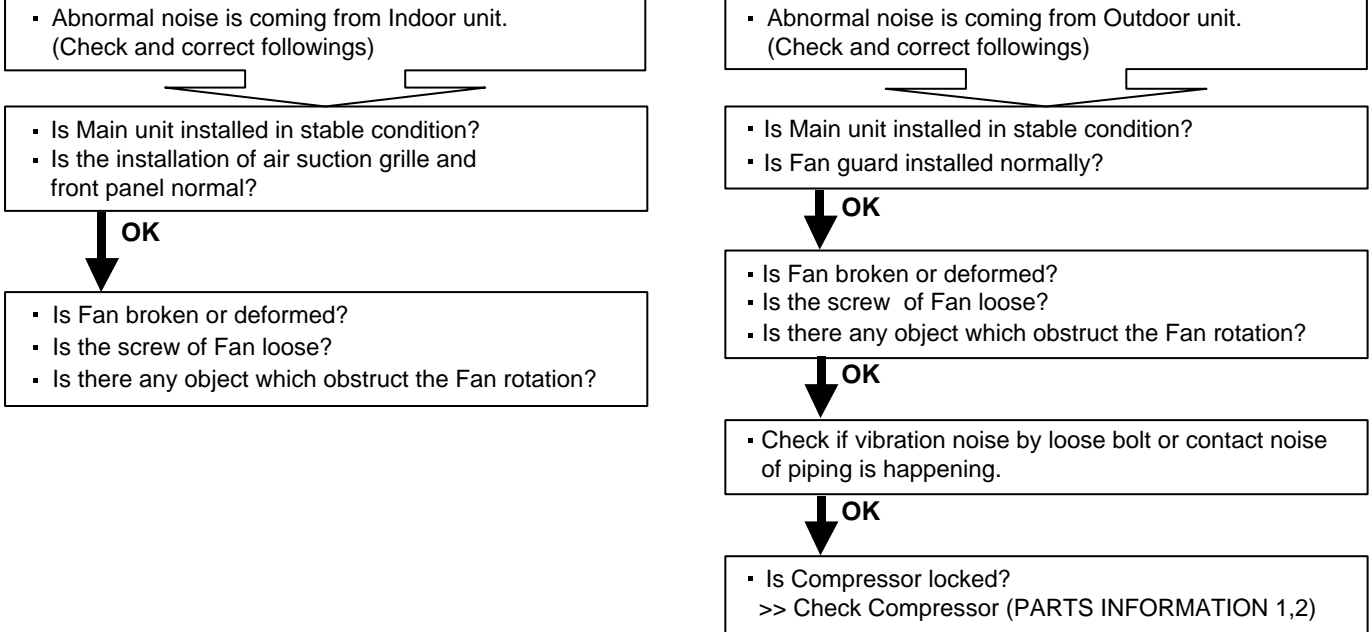 ▪ Abnormal noise is coming from Indoor unit.
(Check and correct followings)
▪ Is Main unit installed in stable condition?
▪ Is the installation of air suction grille and
front panel normal?
OK
▪ Is Fan broken or deformed?
▪ Is the screw of Fan loose?
▪ Is there any object which obstruct the Fan rotation?
▪ Abnormal noise is coming from Outdoor unit.
(Check and correct followings)
▪ Is Main unit installed in stable condition?
▪ Is Fan guard installed normally?
OK
▪ Is Fan broken or deformed?
▪ Is the screw of Fan loose?
▪ Is there any object which obstruct the Fan rotation?
OK
▪ Check if vibration noise by loose bolt or contact noise
of piping is happening.
OK
▪ Is Compressor locked?
>> Check Compressor (PARTS INFORMATION 1,2)